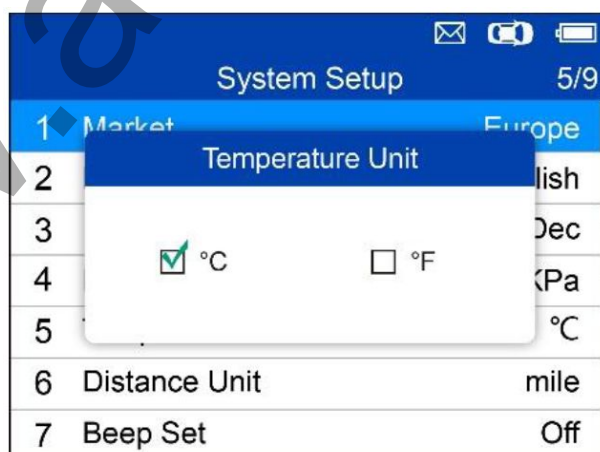 System Setup 5/9
1 Market Europe
Temperature Unit
2 lish
3 Dec
°C °F
4 KPa
5 °C
6 Distance Unit mile
7 Beep Set Off